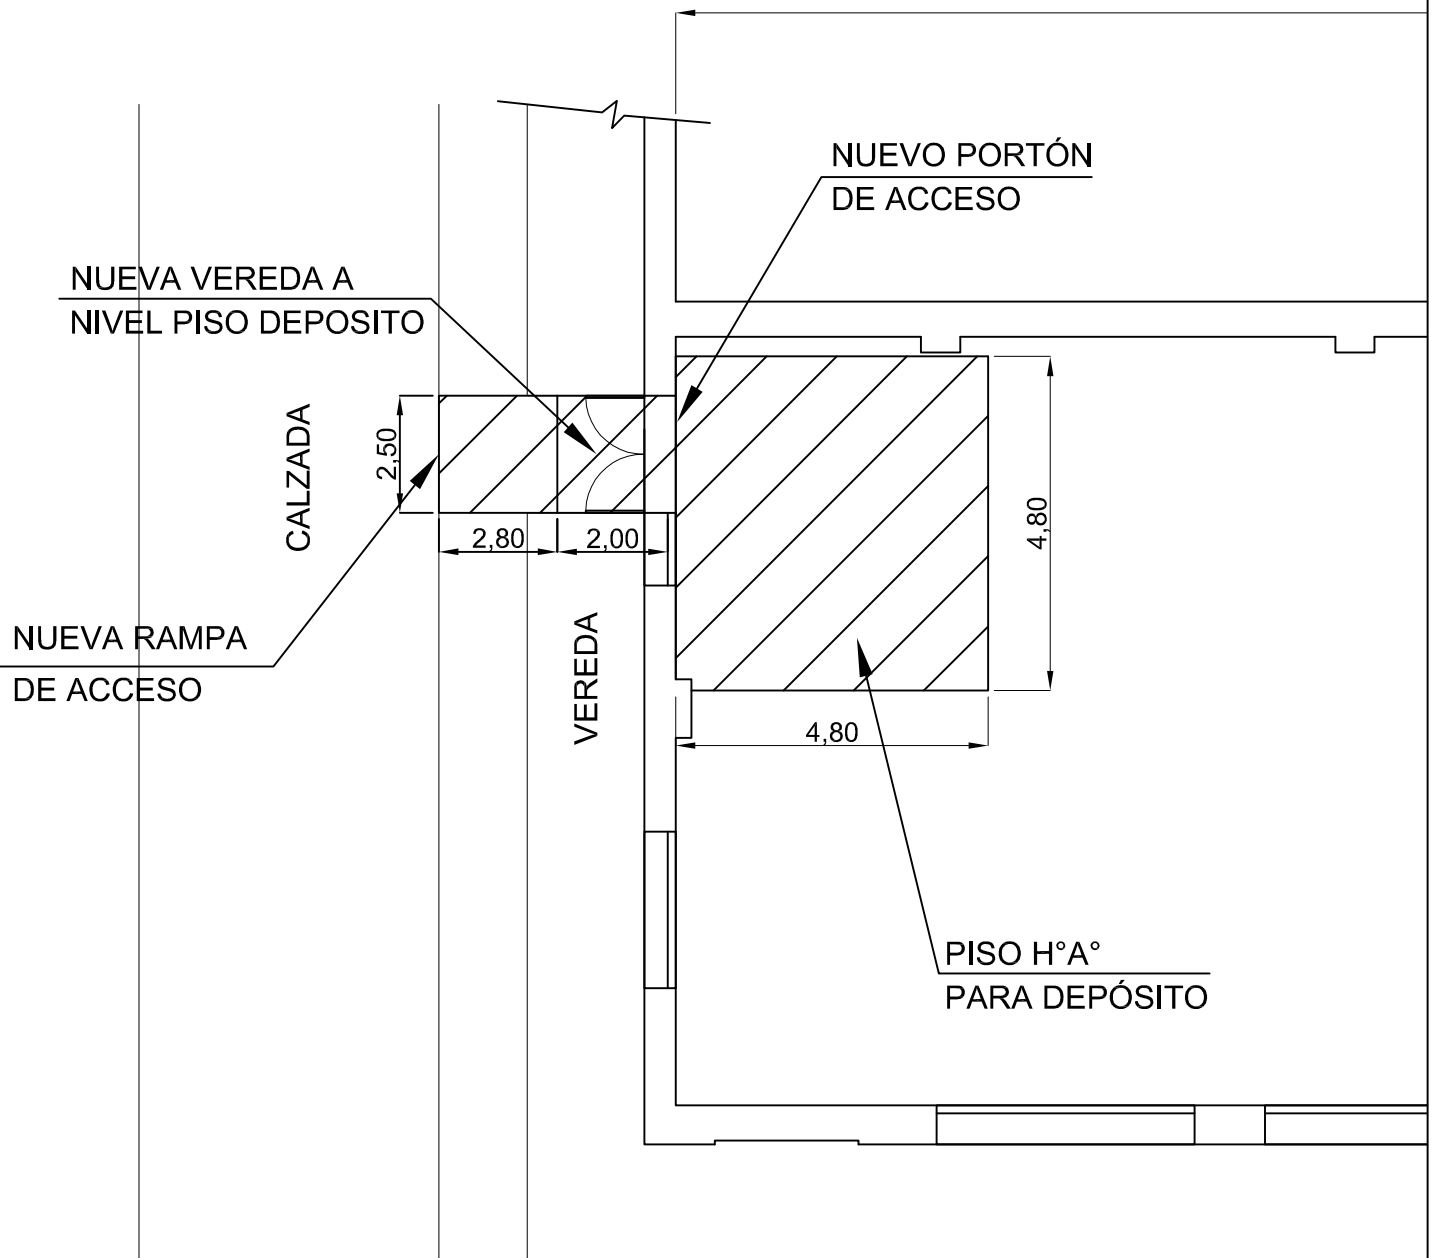 NUEVO PORTÓN
DE ACCESO
NUEVA VEREDA A
NIVEL PISO DEPOSITO
CALZADA
2,50
2,80
2,00
4,80
NUEVA RAMPA
DE ACCESO
VEREDA
4,80
PISO H°A°
PARA DEPÓSITO